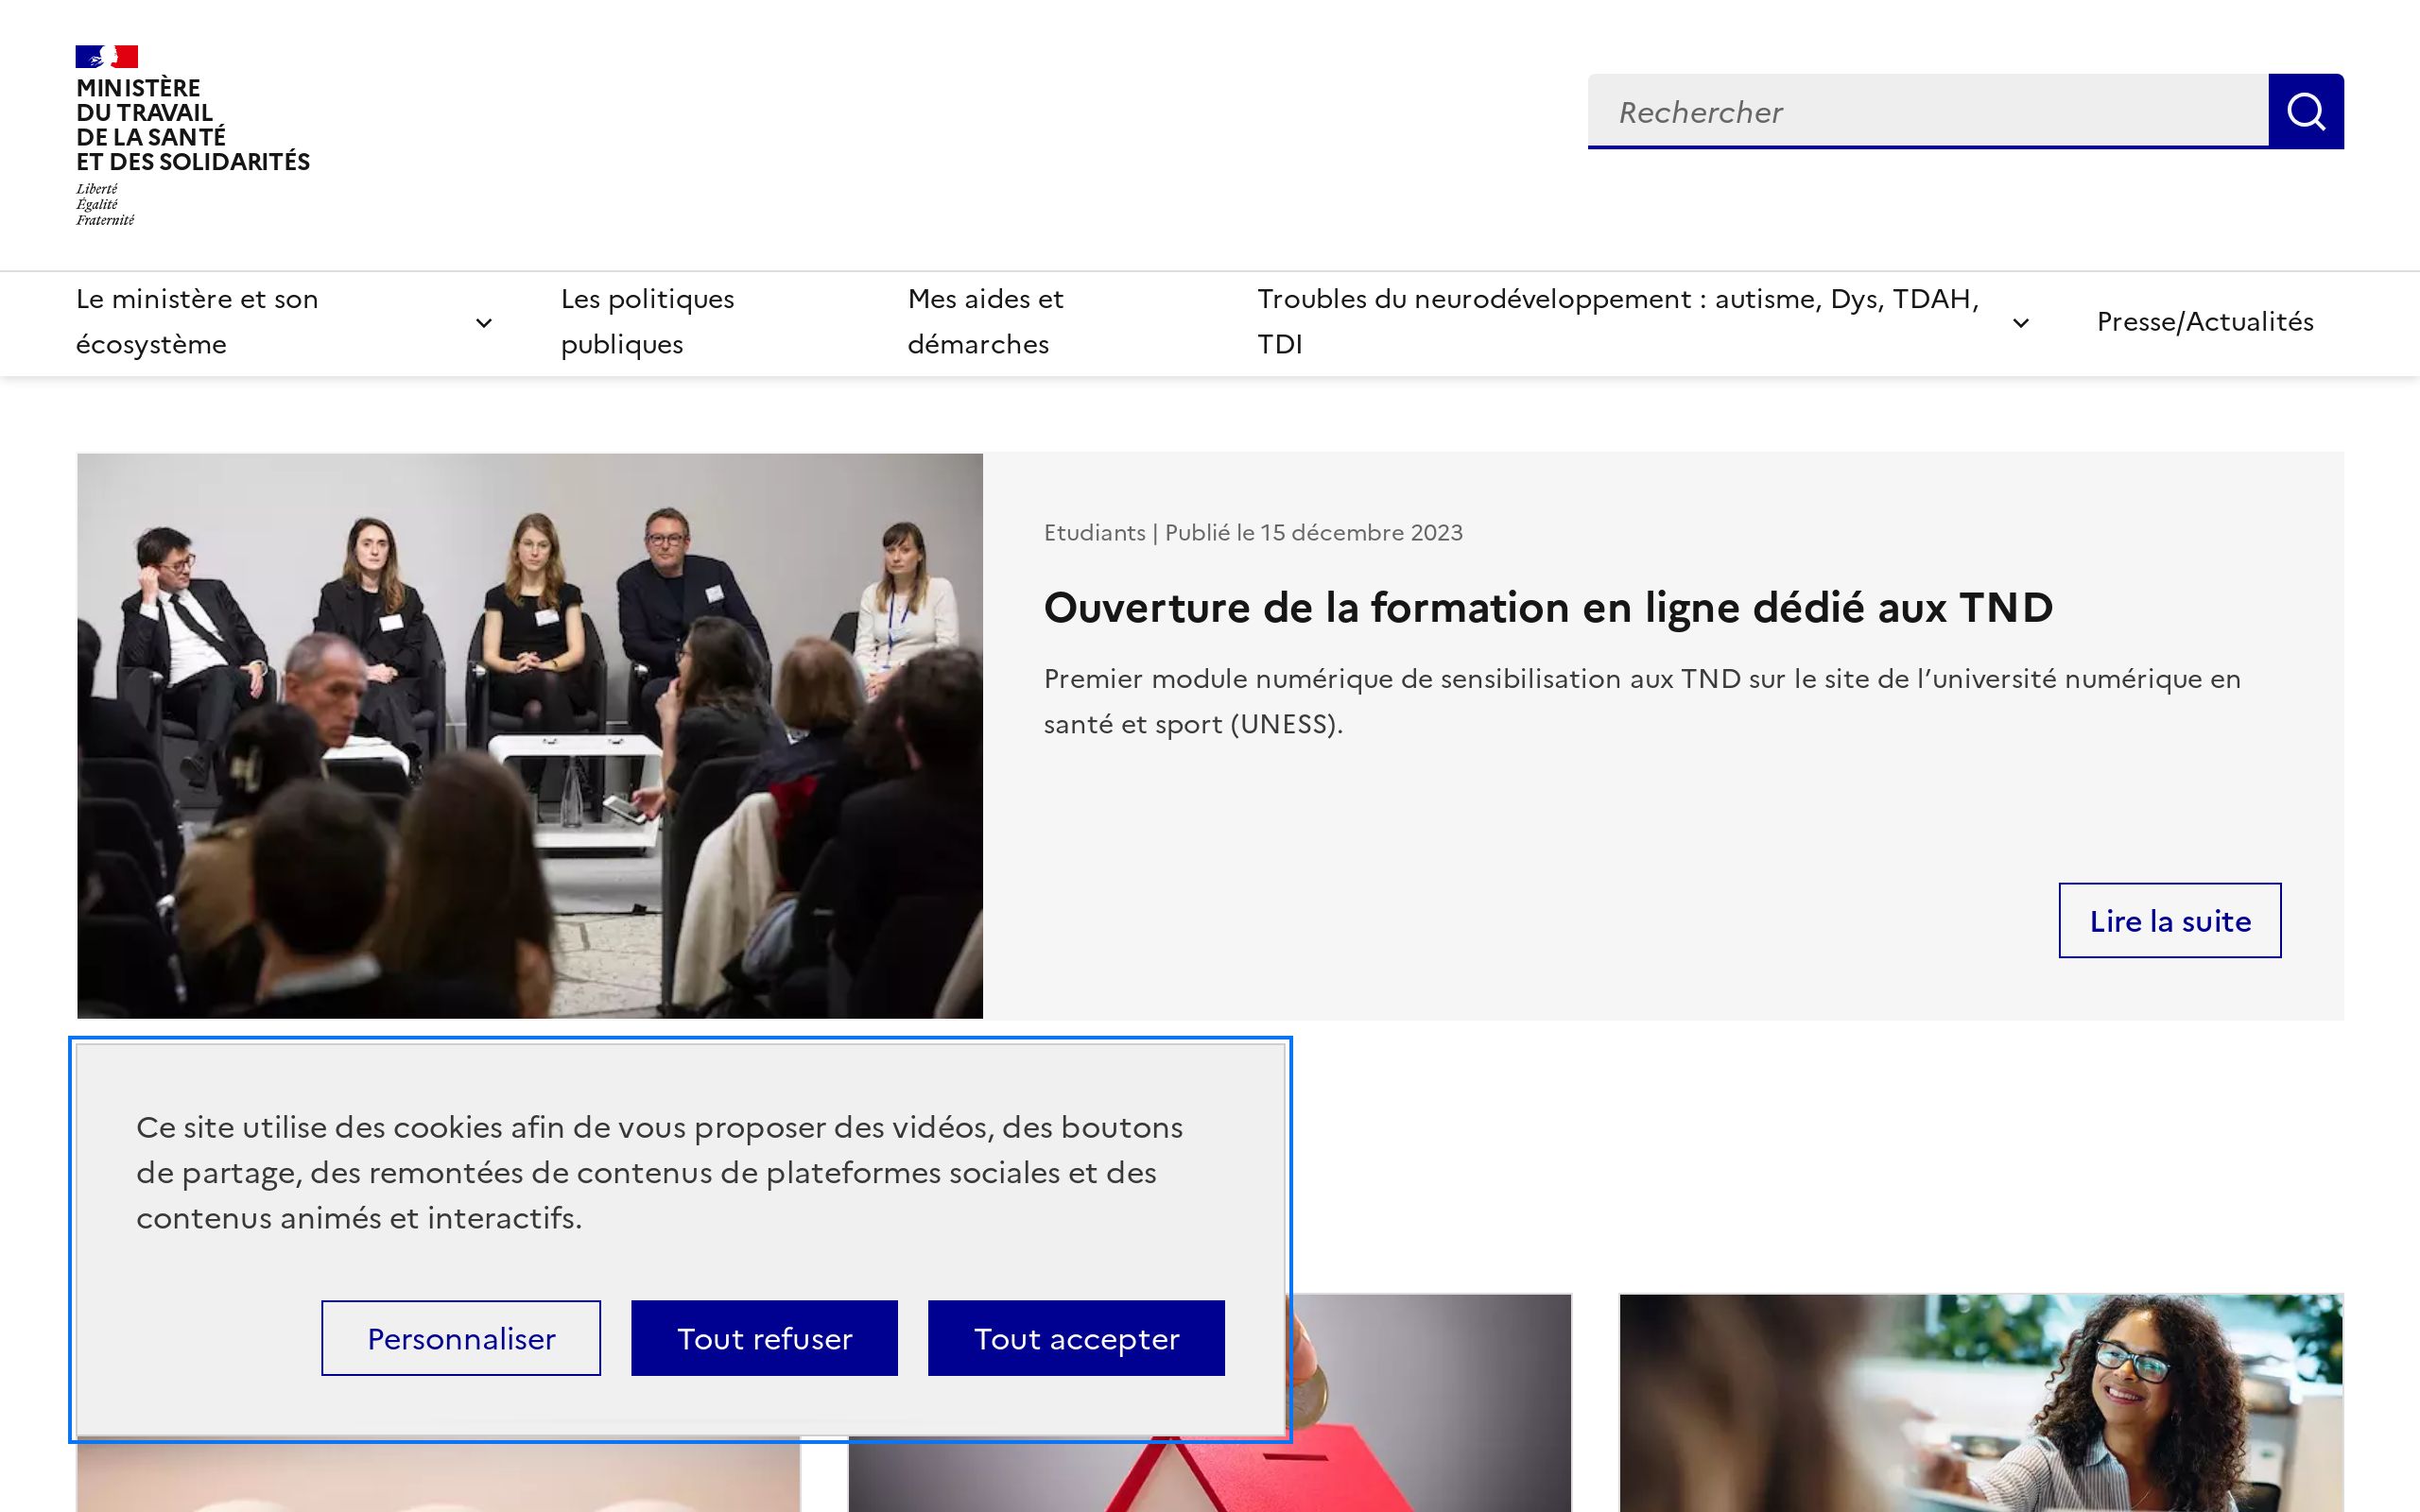 MINISTÈRE
DU TRAVAIL
DE LA SANTÉ
ET DES SOLIDARITÉS
Liberté
Égalité
Fraternité
Rechercher
Le ministère et son
écosystème
Les politiques
publiques
Mes aides et
démarches
Troubles du neurodéveloppement : autisme, Dys, TDAH,
TDI
Presse/Actualités
Etudiants | Publié le 15 décembre 2023
Ouverture de la formation en ligne dédié aux TND
Premier module numérique de sensibilisation aux TND sur le site de l’université numérique en
santé et sport (UNESS).
Lire la suite
Ce site utilise des cookies afin de vous proposer des vidéos, des boutons
de partage, des remontées de contenus de plateformes sociales et des
contenus animés et interactifs.
Personnaliser
Tout refuser
Tout accepter